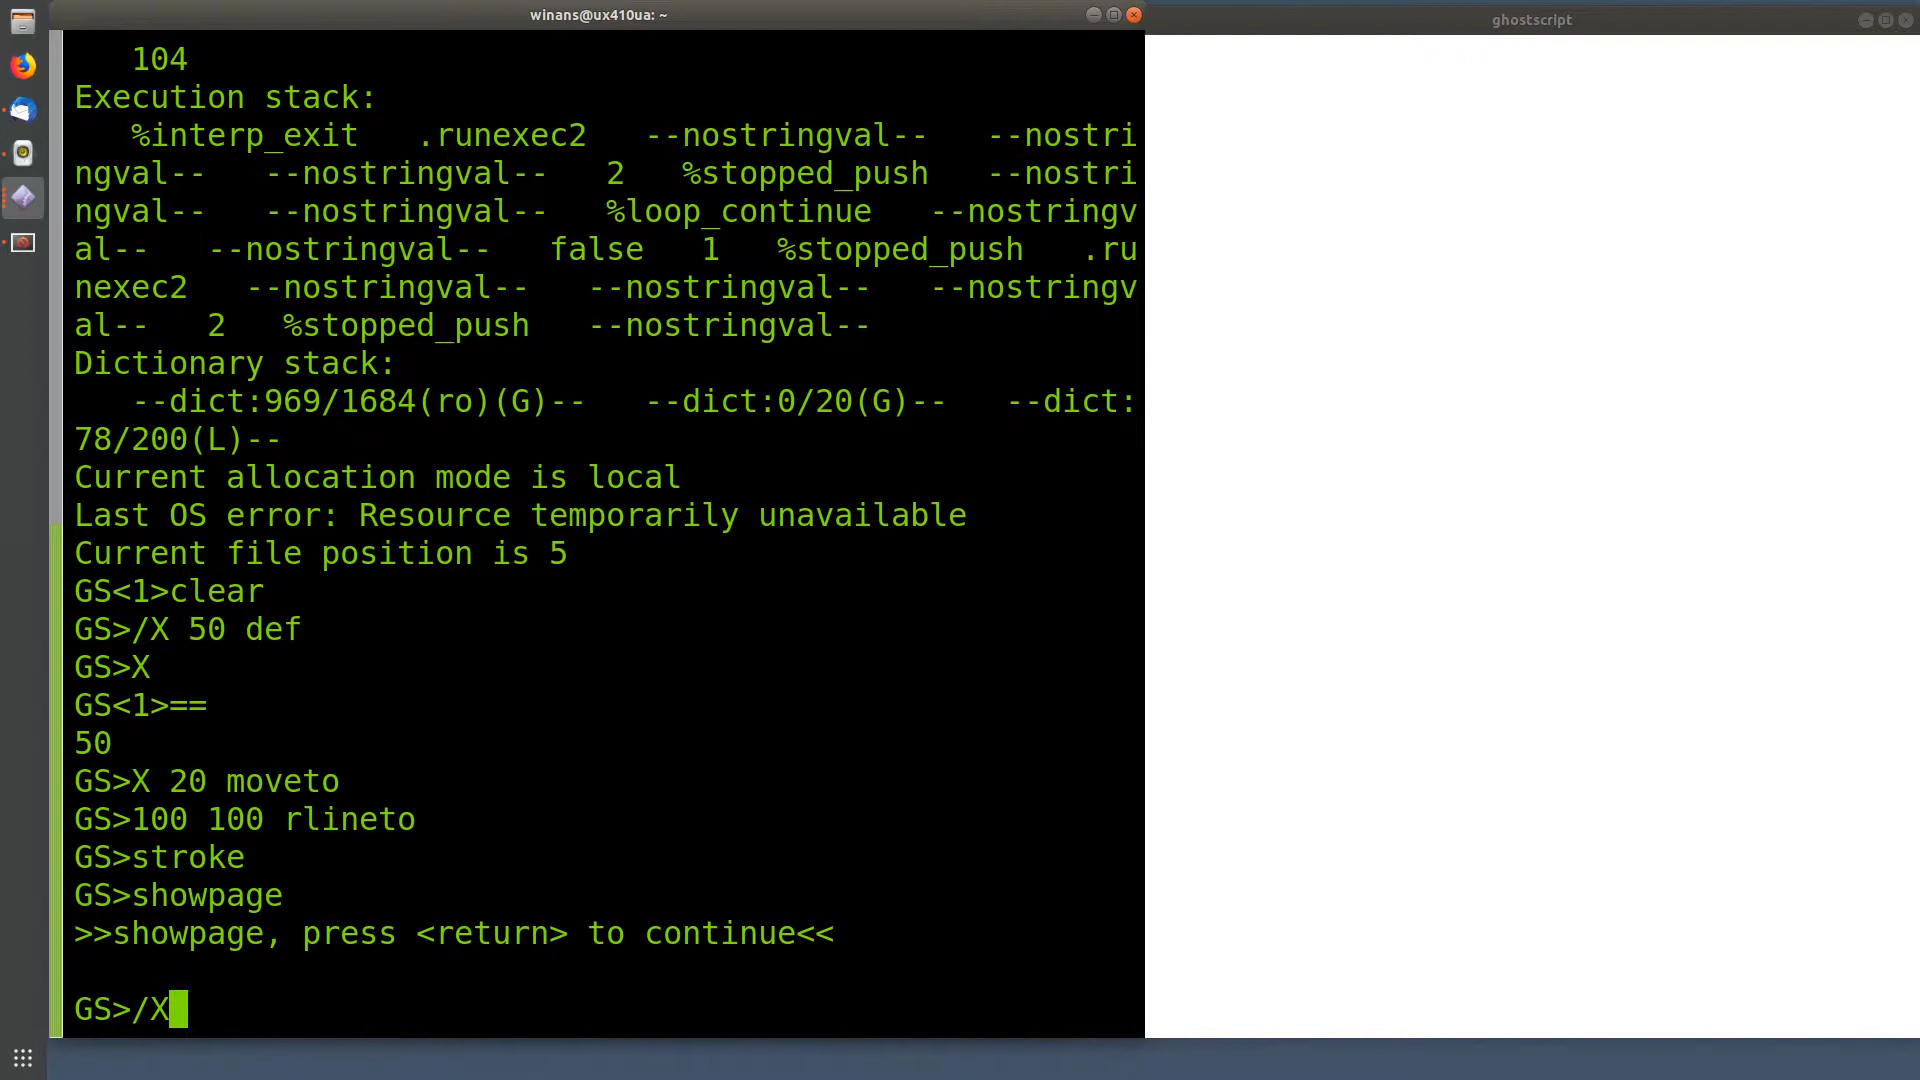 winans@ux410ua: ~
ghostscript
104
Execution stack:
%interp_exit   .runexec2   --nostringval--   --nostri
ngval--   --nostringval--   2   %stopped_push   --nostri
ngval--   --nostringval--   %loop_continue   --nostringv
al--   --nostringval--   false   1   %stopped_push   .ru
nexec2   --nostringval--   --nostringval--   --nostringv
al--   2   %stopped_push   --nostringval--
Dictionary stack:
--dict:969/1684(ro)(G)--   --dict:0/20(G)--   --dict:
78/200(L)--
Current allocation mode is local
Last OS error: Resource temporarily unavailable
Current file position is 5
GS<1>clear
GS>/X 50 def
GS>X
GS<1>==
50
GS>X 20 moveto
GS>100 100 rlineto
GS>stroke
GS>showpage
>>showpage, press <return> to continue<<
GS>/X